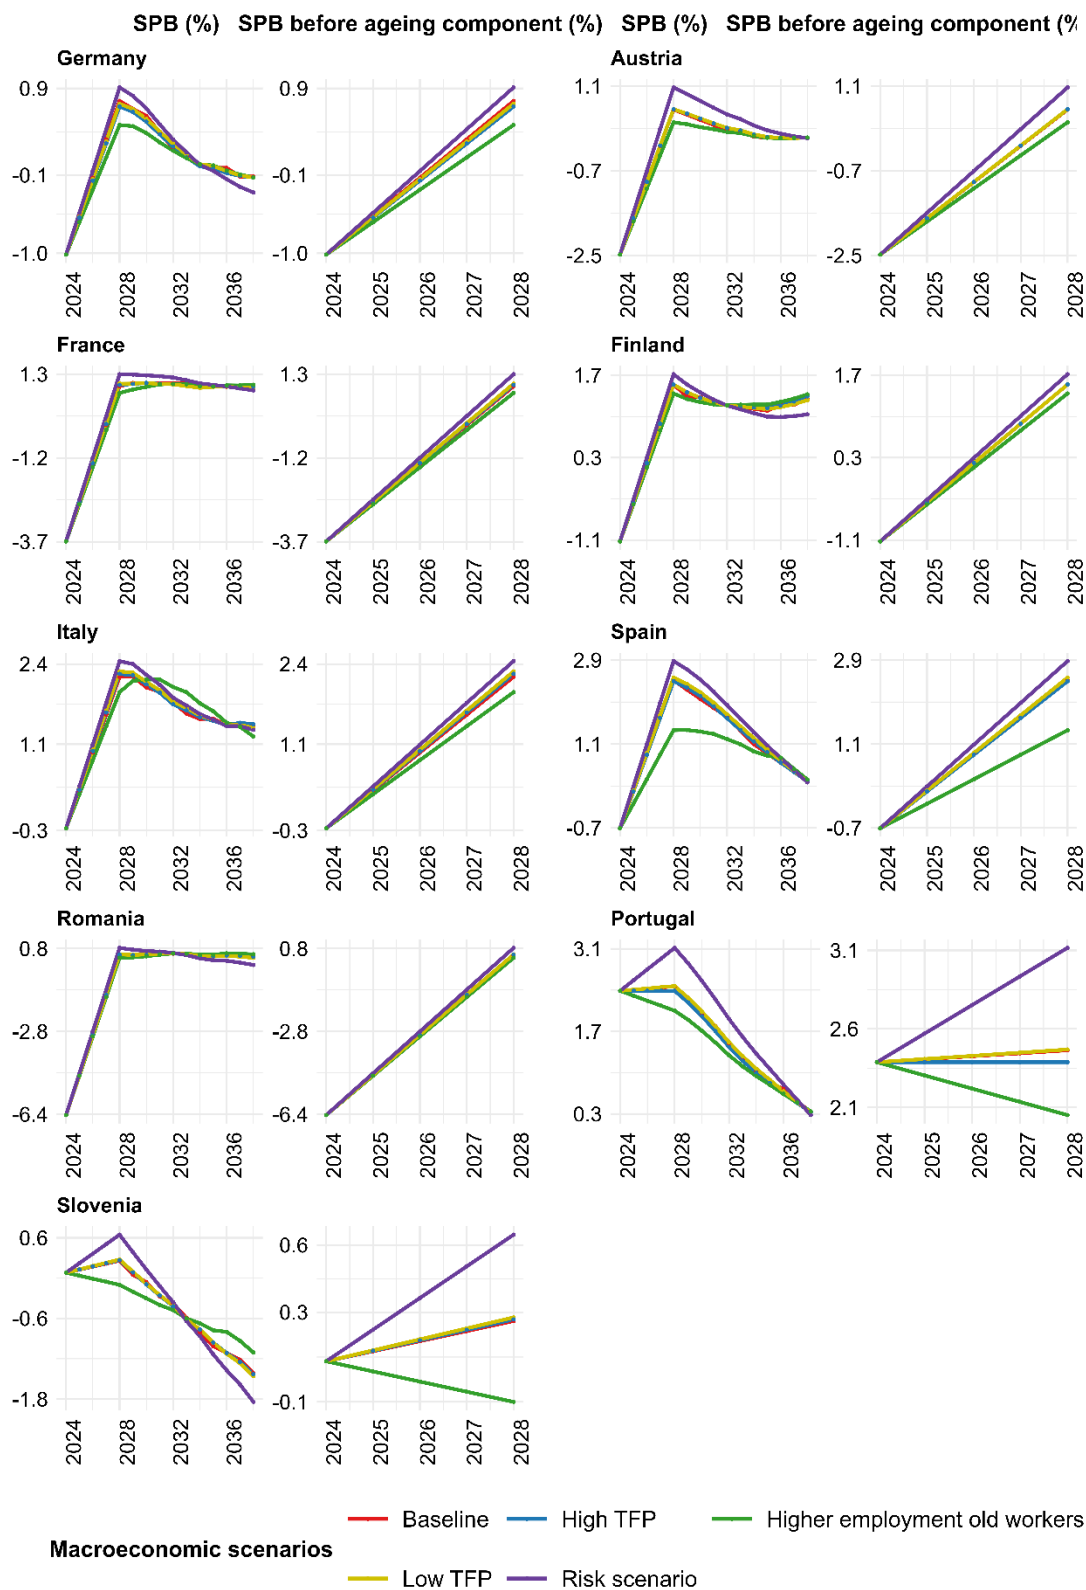 SPB (%) SPB before ageing component (%) SPB (%) SPB before ageing component (%
Germany
0.9
-0.1
-1.0
2024 2028 2032 2036
2024 2025 2026 2027 2028
Austria
1.1
-0.7
-2.5
2024 2028 2032 2036
1.1
-0.7
-2.5
2024 2025 2026 2027 2028
France
1.3
-1.2
-3.7
2024 2028 2032 2036
1.3
-1.2
-3.7
2024 2025 2026 2027 2028
Finland
1.7
0.3
-1.1
2024 2028 2032 2036
1.7
0.3
-1.1
2024 2025 2026 2027 2028
Italy
2.4
1.1
-0.3
2024 2028 2032 2036
2.4
1.1
-0.3
2024 2025 2026 2027 2028
Spain
2.9
1.1
-0.7
2024 2028 2032 2036
2.9
1.1
-0.7
2024 2025 2026 2027 2028
Romania
0.8
-2.8
-6.4
2024 2028 2032 2036
0.8
-2.8
-6.4
2024 2025 2026 2027 2028
Portugal
3.1
1.7
0.3
2024 2028 2032 2036
3.1
2.6
2.1
2024 2025 2026 2027 2028
Slovenia
0.6
-0.6
-1.8
2024 2028 2032 2036
0.6
0.3
-0.1
2024 2025 2026 2027 2028
Macroeconomic scenarios
Baseline High TFP Higher employment old workers
Low TFP Risk scenario